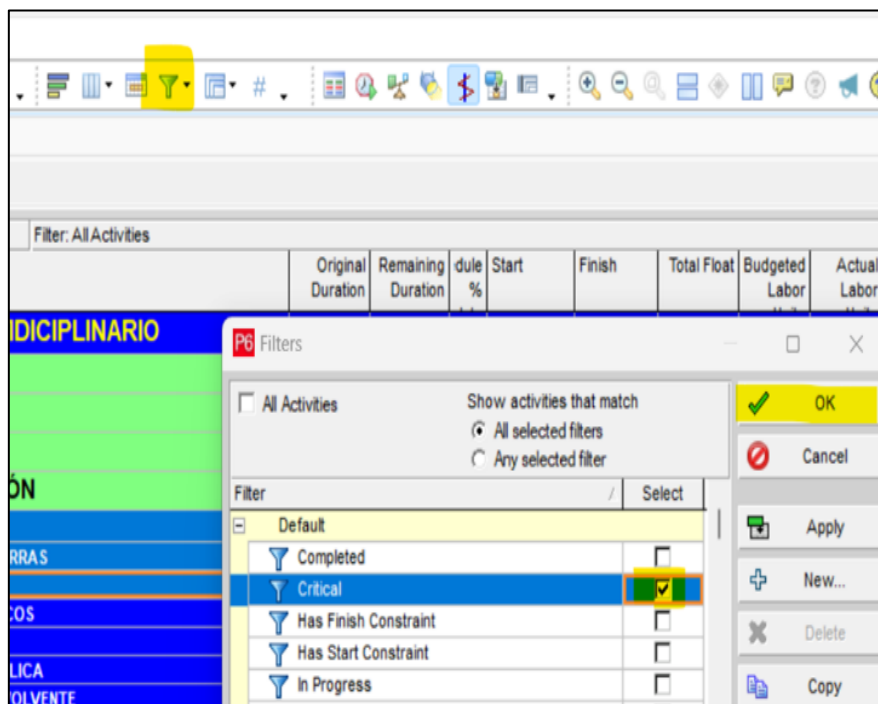 #
Filter: All Activities
Original Duration
Remaining Duration
dule %
Start
Finish
Total Float
Budgeted Labor
Actual Labor
IDICIPLINARIO
ÓN
RRAS
COS
LICA
VOLVENTE
P6 Filters
All Activities
Show activities that match
All selected filters
Any selected filter
OK
Cancel
Filter
Select
Default
Completed
Critical
Has Finish Constraint
Has Start Constraint
In Progress
Apply
New...
Delete
Copy